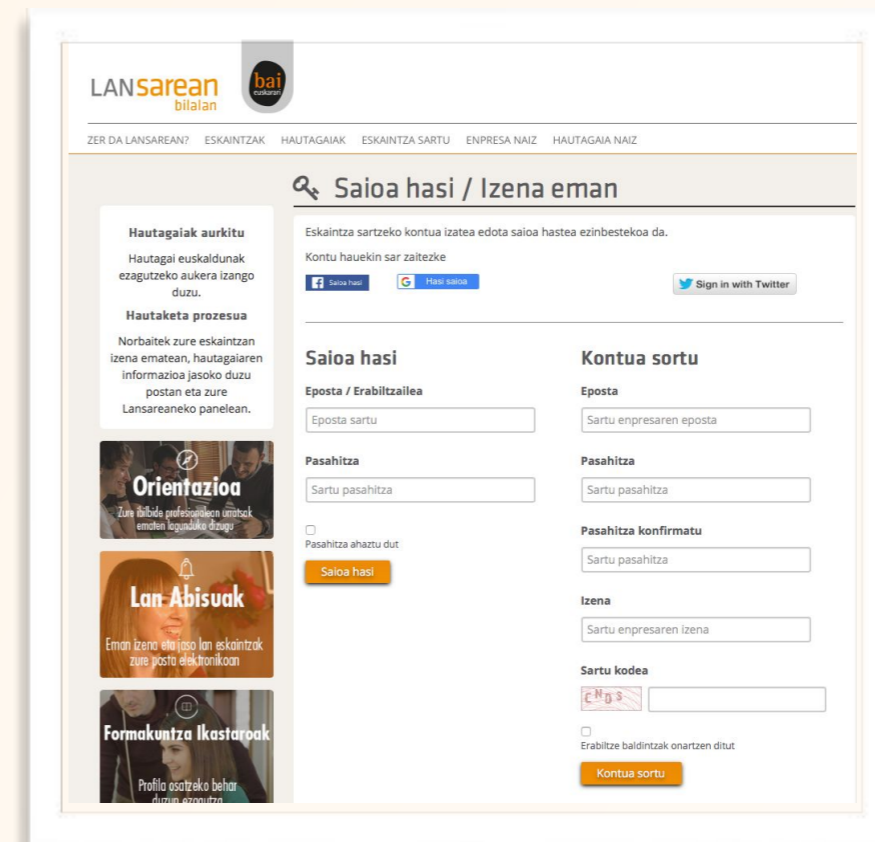 LANsarean
bilalan
bai
euskarari
ZER DA LANSAREAN? ESKAINTZAK HAUTAGAIAK ESKAINTZA SARTU ENPRESA NAIZ HAUTAGAIA NAIZ
Saioa hasi / Izena eman
Hautagaiak aurkitu
Hautagai euskaldunak
ezagutzeko aukera izango
duzu.
Hautaketa prozesua
Norbaitek zure eskaintzan
izena ematean, hautagaiaren
informazioa jasoko duzu
postan eta zure
Lansareaneko panelean.
Orientazioa
Zure ibilbide profesionalean urratsak
ematen lagunduko dizugu
Lan Abisuak
Eman izena eta jaso lan eskaintzak
zure posta elektronikoan
Formakuntza Ikastaroak
Profila osatzeko behar
duzun ezagutza
Eskaintza sartzeko kontua izatea edota saioa hastea ezinbestekoa da.
Kontu hauekin sar zaitezke
Saioa hasi
Hasi saioa
Sign in with Twitter
Saioa hasi
Eposta / Erabiltzailea
Eposta sartu
Pasahitza
Sartu pasahitza
Pasahitza ahaztu dut
Saioa hasi
Kontua sortu
Eposta
Sartu enpresaren eposta
Pasahitza
Sartu pasahitza
Pasahitza konfirmatu
Sartu pasahitza
Izena
Sartu enpresaren izena
Sartu kodea
CNDS
Erabiltze baldintzak onartzen ditut
Kontua sortu